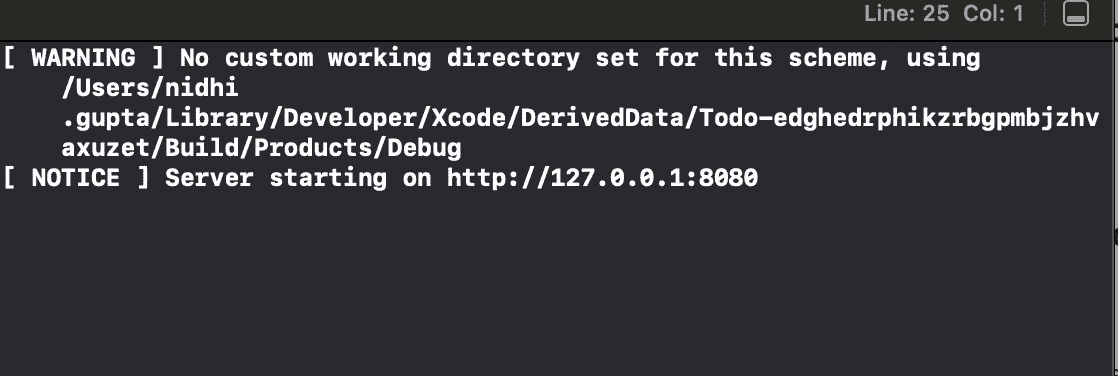 Line: 25 Col: 1
[ WARNING ] No custom working directory set for this scheme, using
/Users/nidhi
.gupta/Library/Developer/Xcode/DerivedData/Todo-edghedrphikzrbgpmbjzhv
axuzet/Build/Products/Debug
[ NOTICE ] Server starting on http://127.0.0.1:8080